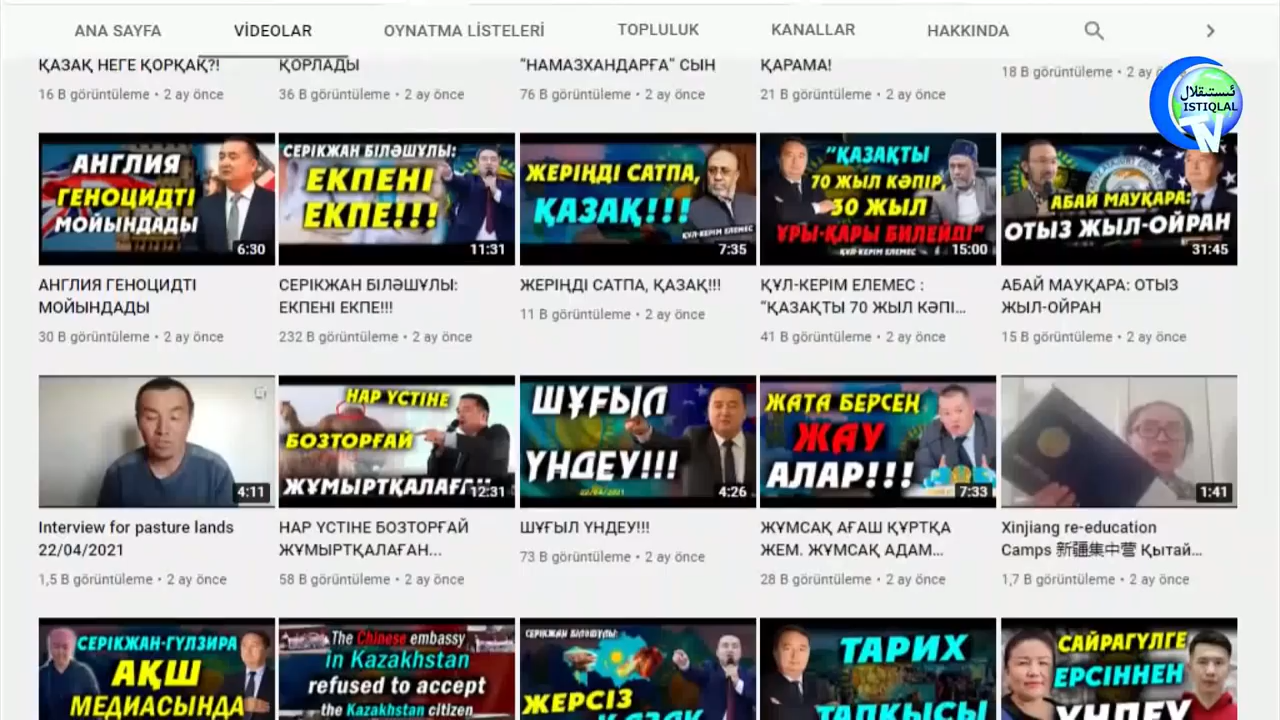 ANA SAYFA
VİDEOLAR
OYNATMA LİSTELERİ
TOPLULUK
KANALLAR
HAKKINDA
ҚАЗАҚ НЕГЕ ҚОРҚАҚ?!
16 B görüntüleme • 2 ay önce
ҚОРЛАДЫ
36 B görüntüleme • 2 ay önce
“НАМАЗХАНДАРҒА” СЫН
76 B görüntüleme • 2 ay önce
ҚАРАМА!
21 B görüntüleme • 2 ay önce
18 B görüntüleme • 2 ay
ئىستىقلال
ISTIQLAL
TV
АНГЛИЯ
ГЕНОЦИДТІ
МОЙЫНДАДЫ
6:30
СЕРІКЖАН БІЛӘШҰЛЫ:
ЕКПЕНІ
ЕКПЕ!!!
11:31
ЖЕРІҢДІ САТПА,
ҚАЗАҚ!!!
ҚҰЛ-КЕРІМ ЕЛЕМЕС
7:35
“ҚАЗАҚТЫ
70 ЖЫЛ КӘПІР,
30 ЖЫЛ
ҰРЫ-ҚАРЫ БИЛЕЙДІ”
ҚҰЛ-КЕРІМ ЕЛЕМЕС
15:00
АБАЙ МАУҚАРА:
ОТЫЗ ЖЫЛ-ОЙРАН
31:45
АНГЛИЯ ГЕНОЦИДТІ
МОЙЫНДАДЫ
30 B görüntüleme • 2 ay önce
СЕРІКЖАН БІЛӘШҰЛЫ:
ЕКПЕНІ ЕКПЕ!!!
232 B görüntüleme • 2 ay önce
ЖЕРІҢДІ САТПА, ҚАЗАҚ!!!
11 B görüntüleme • 2 ay önce
ҚҰЛ-КЕРІМ ЕЛЕМЕС :
“ҚАЗАҚТЫ 70 ЖЫЛ КӘПІ...
41 B görüntüleme • 2 ay önce
АБАЙ МАУҚАРА: ОТЫЗ
ЖЫЛ-ОЙРАН
15 B görüntüleme • 2 ay önce
4:11
НАР ҮСТІНЕ
БОЗТОРҒАЙ
ЖҰМЫРТҚАЛАҒАН
12:31
ШҰҒЫЛ
ҮНДЕУ!!!
22/04/2021
4:26
ЖАТА БЕРСЕҢ
ЖАУ
АЛАР!!!
7:33
1:41
Interview for pasture lands
22/04/2021
1,5 B görüntüleme • 2 ay önce
НАР ҮСТІНЕ БОЗТОРҒАЙ
ЖҰМЫРТҚАЛАҒАН...
58 B görüntüleme • 2 ay önce
ШҰҒЫЛ ҮНДЕУ!!!
73 B görüntüleme • 2 ay önce
ЖҰМСАҚ АҒАШ ҚҰРТҚА
ЖЕМ. ЖҰМСАҚ АДАМ...
28 B görüntüleme • 2 ay önce
Xinjiang re-education
Camps 新疆集中营 Қытай...
1,7 B görüntüleme • 2 ay önce
СЕРІКЖАН-ГҮЛЗИРА
АҚШ
МЕДИАСЫНДА
The Chinese embassy
in Kazakhstan
refused to accept
the Kazakhstan citizen
СЕРІКЖАН БІЛӘШҰЛЫ:
ЖЕРСІЗ
ҚАЗАҚ
ТАРИХ
ТАПҚЫСЫ
САЙРАГҮЛГЕ
ЕРСІННЕН
ҮНДЕУ